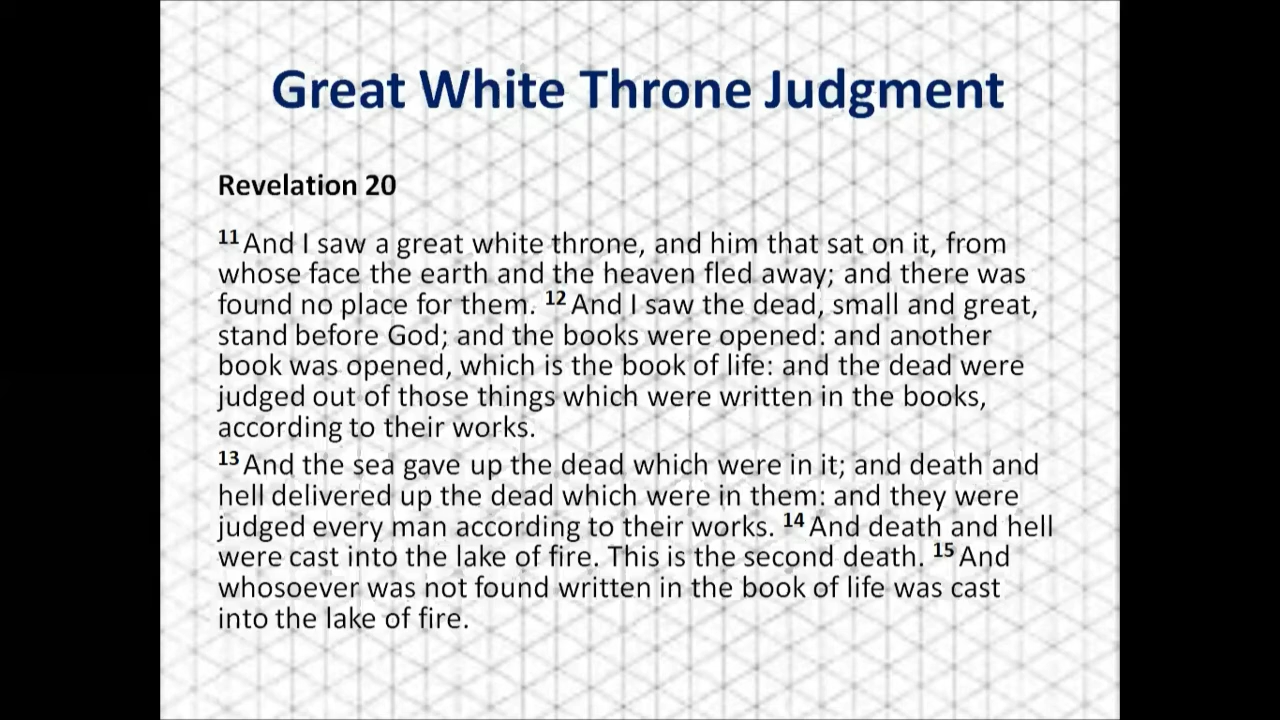 Great White Throne Judgment
Revelation 20
11 And I saw a great white throne, and him that sat on it, from
whose face the earth and the heaven fled away; and there was
found no place for them. 12 And I saw the dead, small and great,
stand before God; and the books were opened: and another
book was opened, which is the book of life: and the dead were
judged out of those things which were written in the books,
according to their works.
13 And the sea gave up the dead which were in it; and death and
hell delivered up the dead which were in them: and they were
judged every man according to their works. 14 And death and hell
were cast into the lake of fire. This is the second death. 15 And
whosoever was not found written in the book of life was cast
into the lake of fire.